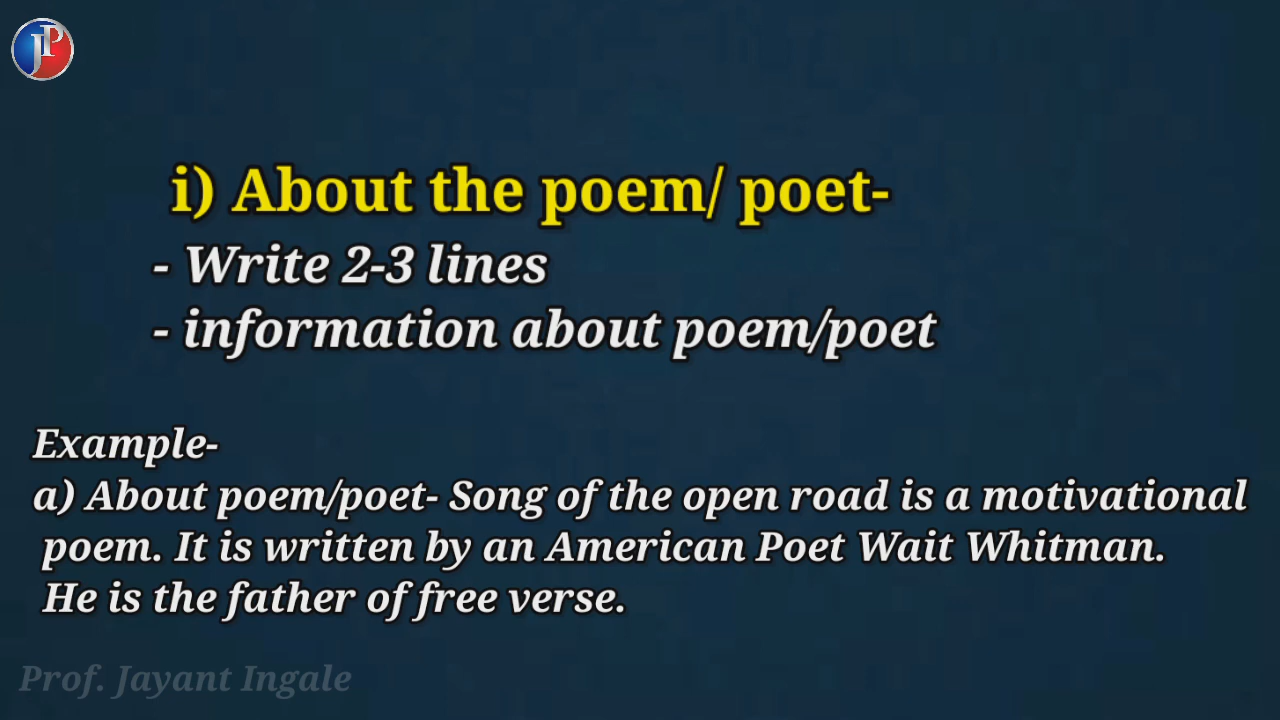 JP
i) About the poem/ poet-
- Write 2-3 lines
- information about poem/poet
Example-
a) About poem/poet- Song of the open road is a motivational
poem. It is written by an American Poet Wait Whitman.
He is the father of free verse.
Prof. Jayant Ingale